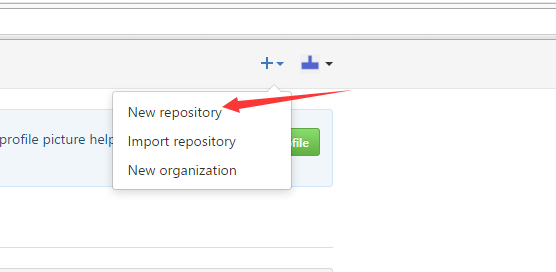 New repository
profile picture help
Import repository
file
New organization